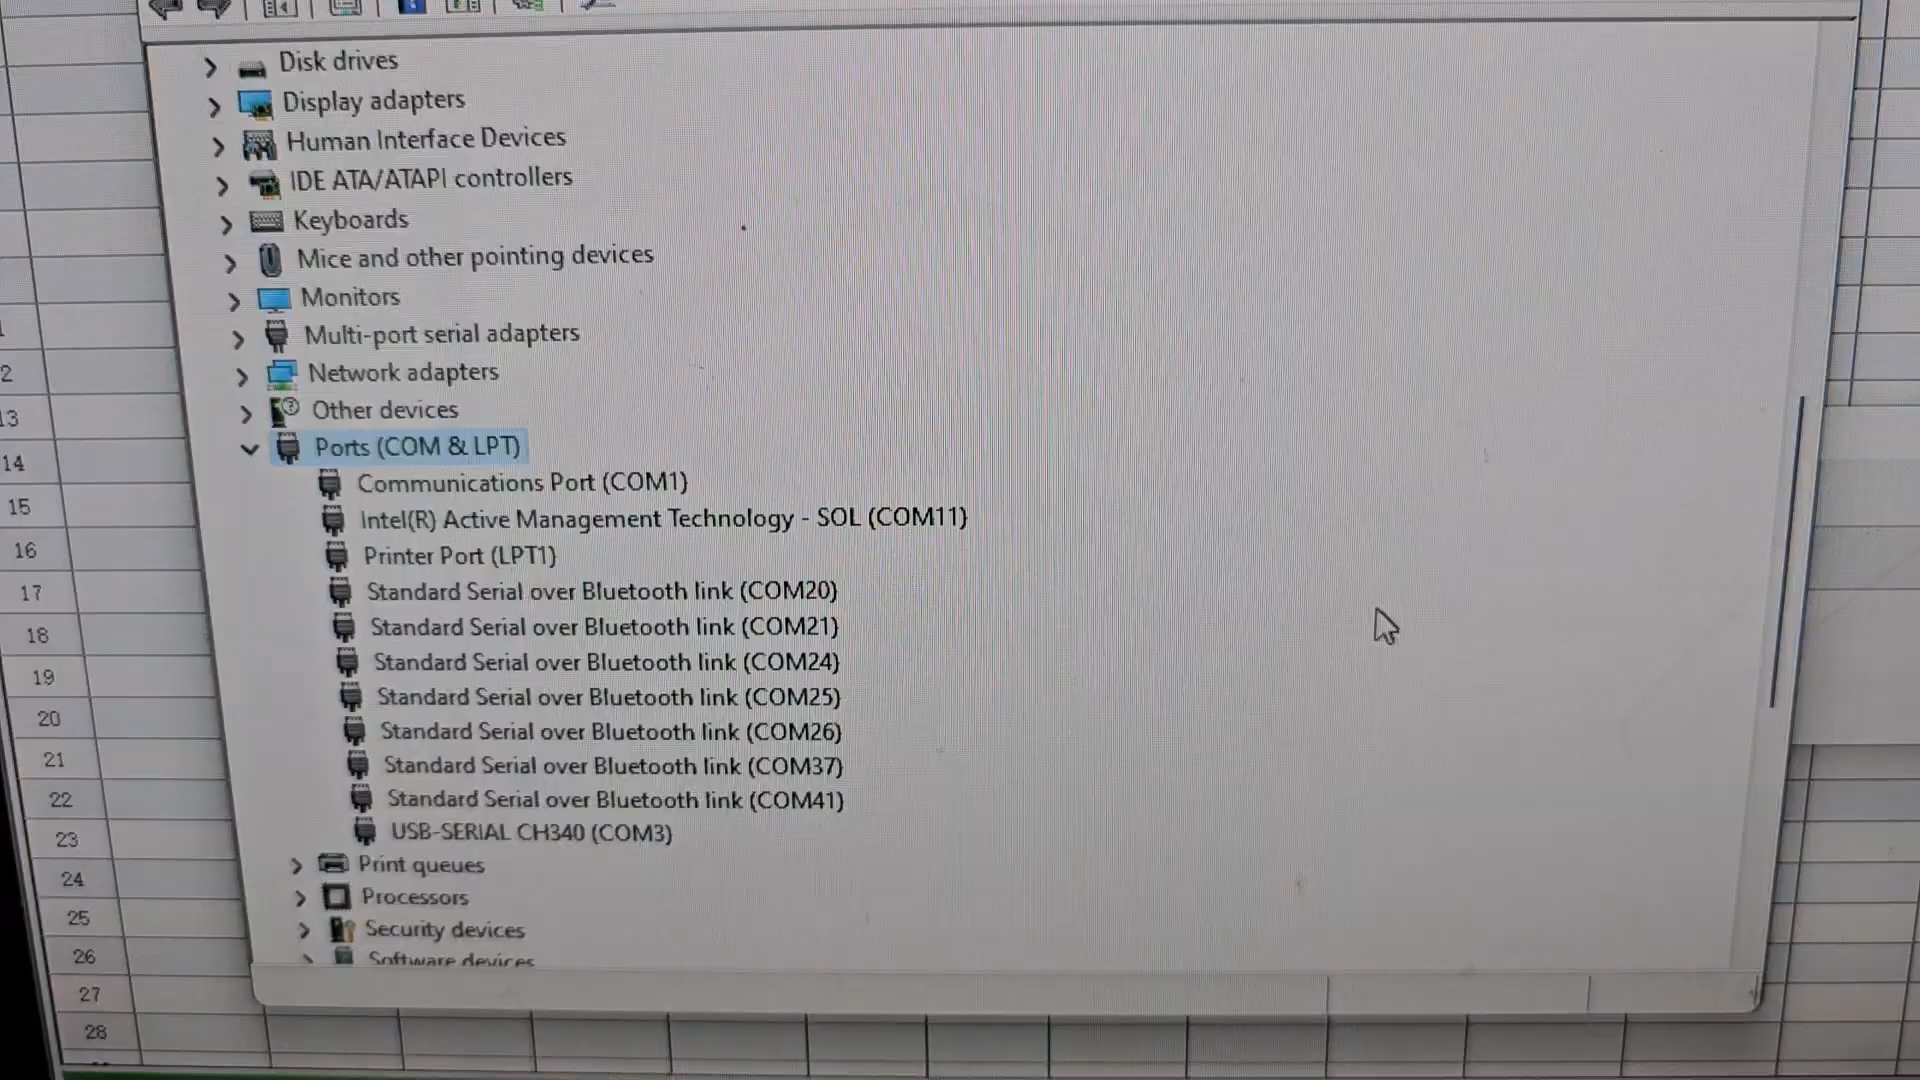 Disk drives
Display adapters
Human Interface Devices
IDE ATA/ATAPI controllers
Keyboards
Mice and other pointing devices
Monitors
Multi-port serial adapters
Network adapters
Other devices
Ports (COM & LPT)
Communications Port (COM1)
Intel(R) Active Management Technology - SOL (COM11)
Printer Port (LPT1)
Standard Serial over Bluetooth link (COM20)
Standard Serial over Bluetooth link (COM21)
Standard Serial over Bluetooth link (COM24)
Standard Serial over Bluetooth link (COM25)
Standard Serial over Bluetooth link (COM26)
Standard Serial over Bluetooth link (COM37)
Standard Serial over Bluetooth link (COM41)
USB-SERIAL CH340 (COM3)
Print queues
Processors
Security devices
Software devices
1
2
13
14
15
16
17
18
19
20
21
22
23
24
25
26
27
28